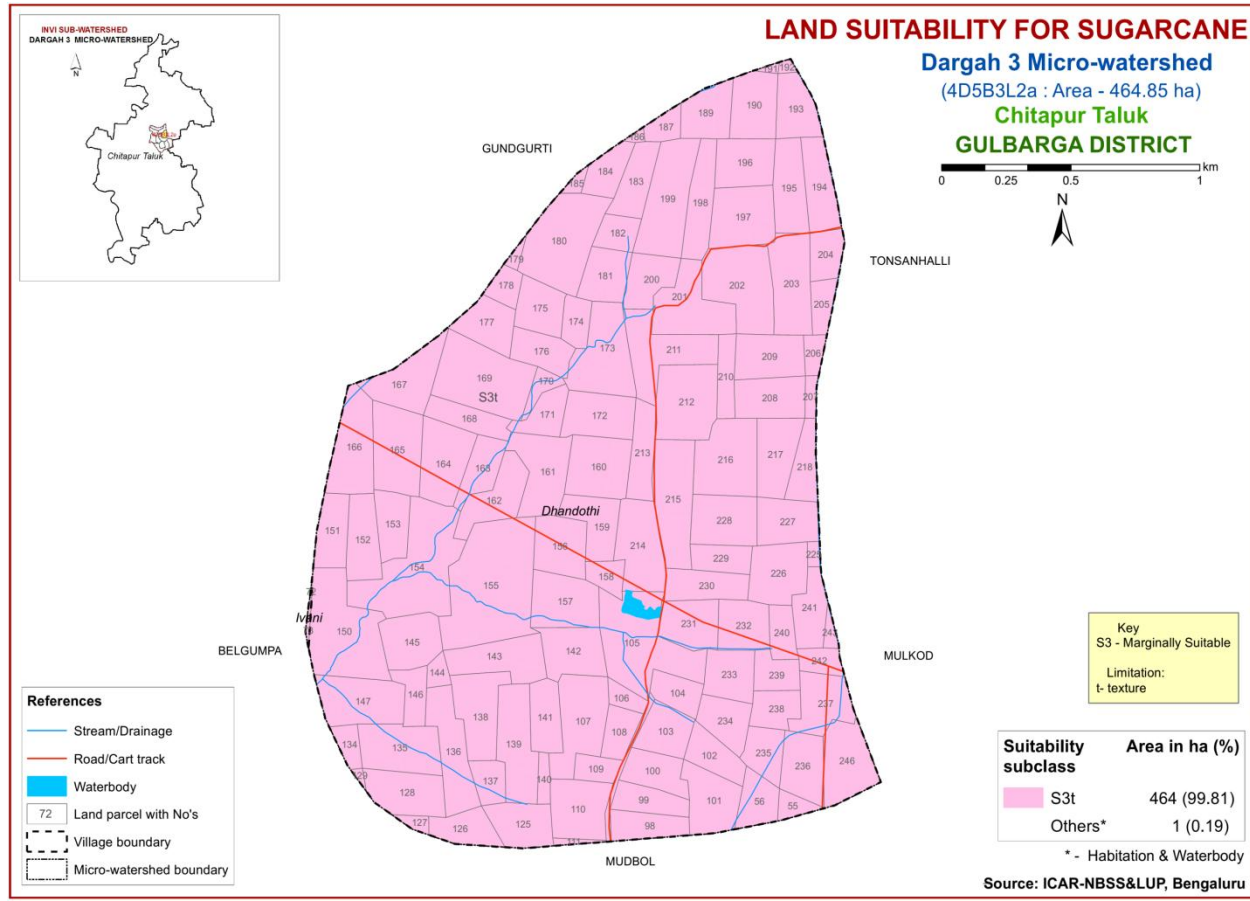 INVI SUB-WATERSHED
DARGAH 3 MICRO-WATERSHED
N
Chitapur Taluk
LAND SUITABILITY FOR SUGARCANE
Dargah 3 Micro-watershed
(4D5B3L2a : Area - 464.85 ha)
Chitapur Taluk
GULBARGA DISTRICT
km
0 0.25 0.5 1
N
GUNDGURTI
TONSANHALLI
BELGUMPA
MULKOD
MUDBOL
191 192
190 193
189
187
186
196
184 183
185
199 198 195 194
197
182
180
204
179
181 200 202 203
178
201 205
175 174
177
173 211
176 209 206
210
169 170
S3t
167
212 208
168 171 172
166 165 213
164 163 161 160 216 217 218
162 215
Dhandothi
151 153 159 228 227
152
156 214
154 229 225
158 226
155 230
157
Ivani
150
231 232 240 241
145 105
143 142 242
144 233 239
146 104
147 106 237
138 141 107 238
234
139 108 103
134 135 136 102 235
109 100 236 246
129 137 140
128 99 101 56 55
110
127 126 125 98
References
Stream/Drainage
Road/Cart track
Waterbody
72 Land parcel with No's
Village boundary
Micro-watershed boundary
Key
S3 - Marginally Suitable
Limitation:
t- texture
Suitability subclass Area in ha (%)
S3t 464 (99.81)
Others* 1 (0.19)
* - Habitation & Waterbody
Source: ICAR-NBSS&LUP, Bengaluru